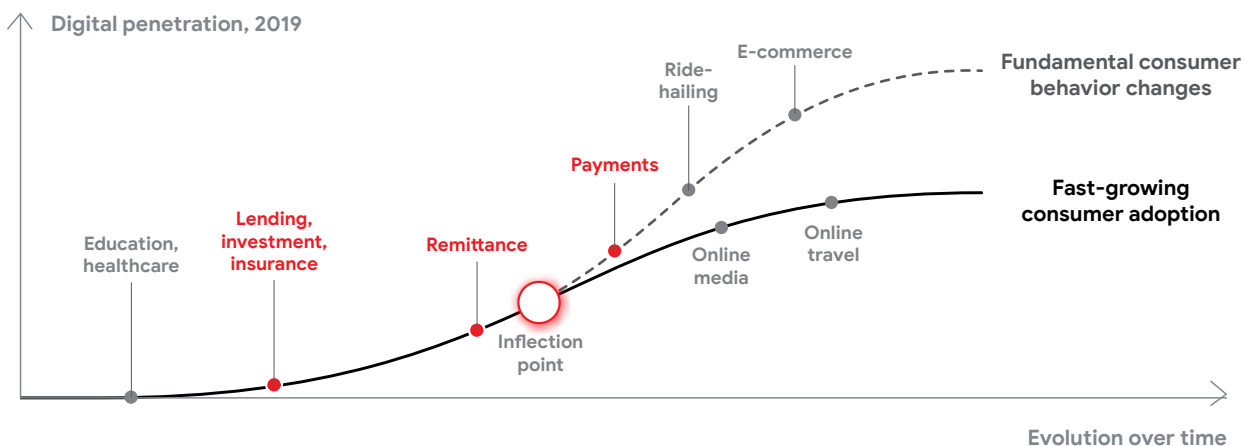 Digital penetration, 2019
E-commerce
Ride-
hailing
Fundamental consumer
behavior changes
Payments
Fast-growing
consumer adoption
Lending,
investment,
insurance
Education,
healthcare
Remittance
Online
travel
Online
media
Inflection
point
Evolution over time